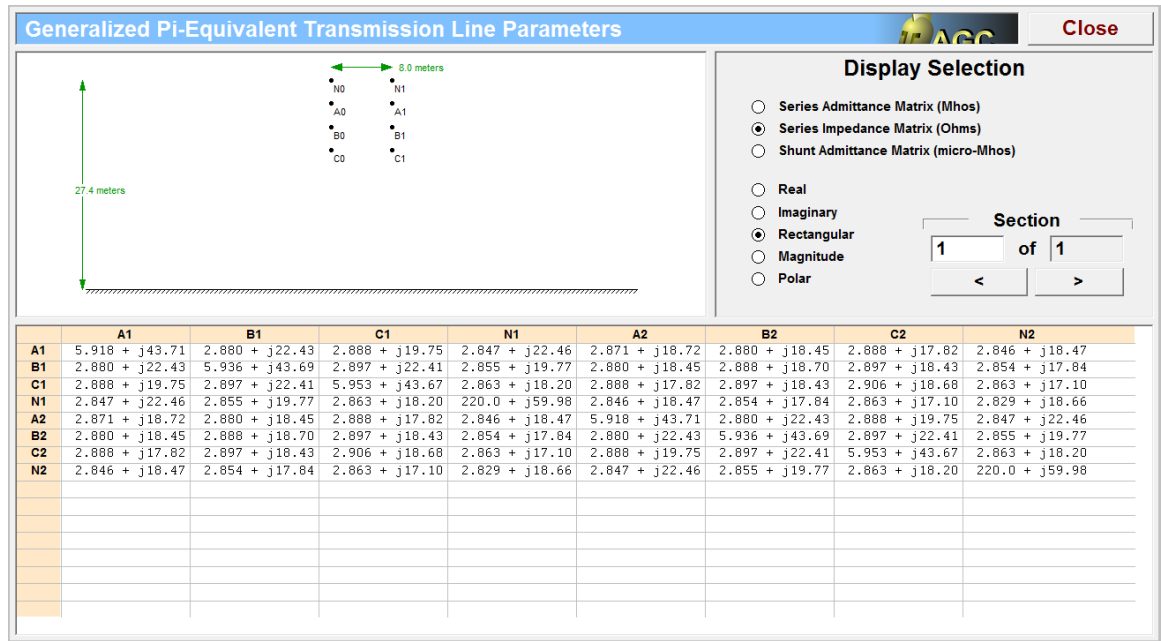 Generalized Pi-Equivalent Transmission Line Parameters
AGC
Close
8.0 meters
N0 N1
A0 A1
B0 B1
C0 C1
27.4 meters
Display Selection
Series Admittance Matrix (Mhos)
Series Impedance Matrix (Ohms)
Shunt Admittance Matrix (micro-Mhos)
Real
Imaginary
Rectangular
Magnitude
Polar
Section
1 of 1
< >
A1 B1 C1 N1 A2 B2 C2 N2
A1 5.918 + j43.71 2.880 + j22.43 2.888 + j19.75 2.847 + j22.46 2.871 + j18.72 2.880 + j18.45 2.888 + j17.82 2.846 + j18.47
B1 2.880 + j22.43 5.936 + j43.69 2.897 + j22.41 2.855 + j19.77 2.880 + j18.45 2.888 + j18.70 2.897 + j18.43 2.854 + j17.84
C1 2.888 + j19.75 2.897 + j22.41 5.953 + j43.67 2.863 + j18.20 2.888 + j17.82 2.897 + j18.43 2.906 + j18.68 2.863 + j17.10
N1 2.847 + j22.46 2.855 + j19.77 2.863 + j18.20 220.0 + j59.98 2.846 + j18.47 2.854 + j17.84 2.863 + j17.10 2.829 + j18.66
A2 2.871 + j18.72 2.880 + j18.45 2.888 + j17.82 2.846 + j18.47 5.918 + j43.71 2.880 + j22.43 2.888 + j19.75 2.847 + j22.46
B2 2.880 + j18.45 2.888 + j18.70 2.897 + j18.43 2.854 + j17.84 2.880 + j22.43 5.936 + j43.69 2.897 + j22.41 2.855 + j19.77
C2 2.888 + j17.82 2.897 + j18.43 2.906 + j18.68 2.863 + j17.10 2.888 + j19.75 2.897 + j22.41 5.953 + j43.67 2.863 + j18.20
N2 2.846 + j18.47 2.854 + j17.84 2.863 + j17.10 2.829 + j18.66 2.847 + j22.46 2.855 + j19.77 2.863 + j18.20 220.0 + j59.98